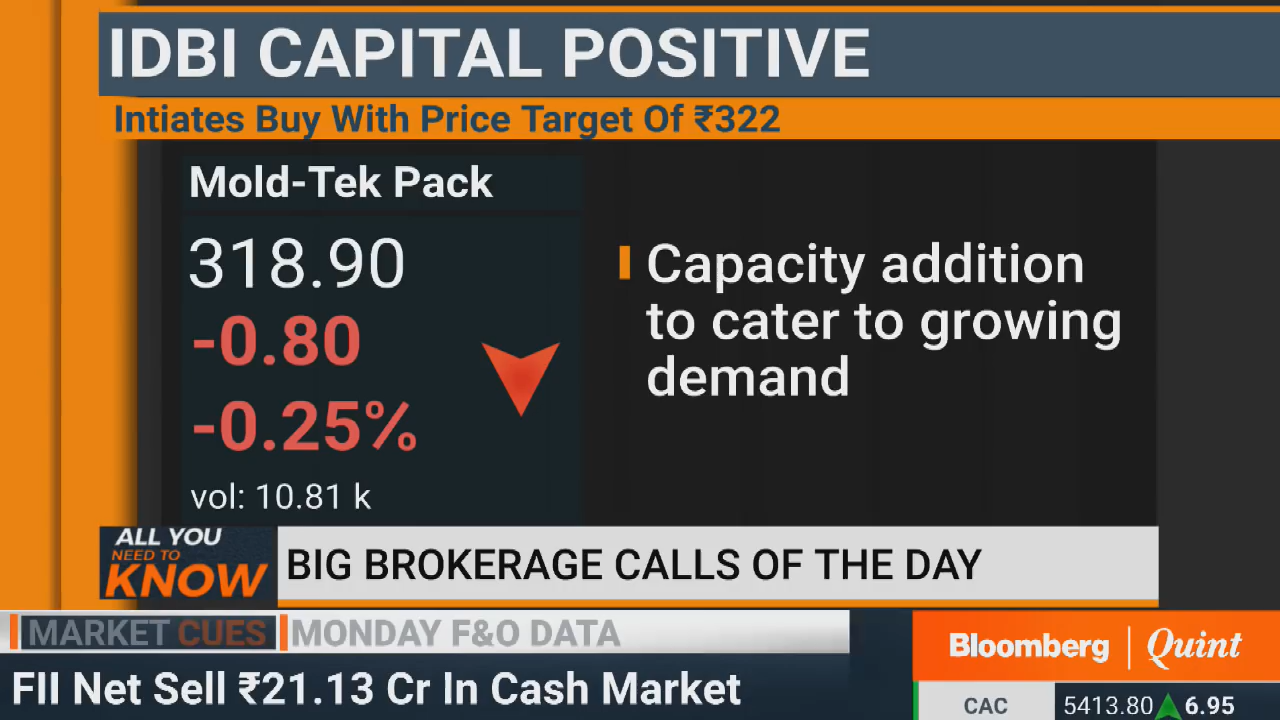 IDBI CAPITAL POSITIVE
Intiates Buy With Price Target Of ₹322
Mold-Tek Pack
318.90
-0.80
-0.25%
vol: 10.81 k
Capacity addition
to cater to growing
demand
ALL YOU
NEED TO
KNOW
BIG BROKERAGE CALLS OF THE DAY
MARKET CUES MONDAY F&O DATA
FII Net Sell ₹21.13 Cr In Cash Market
Bloomberg | Quint
CAC 5413.80 6.95